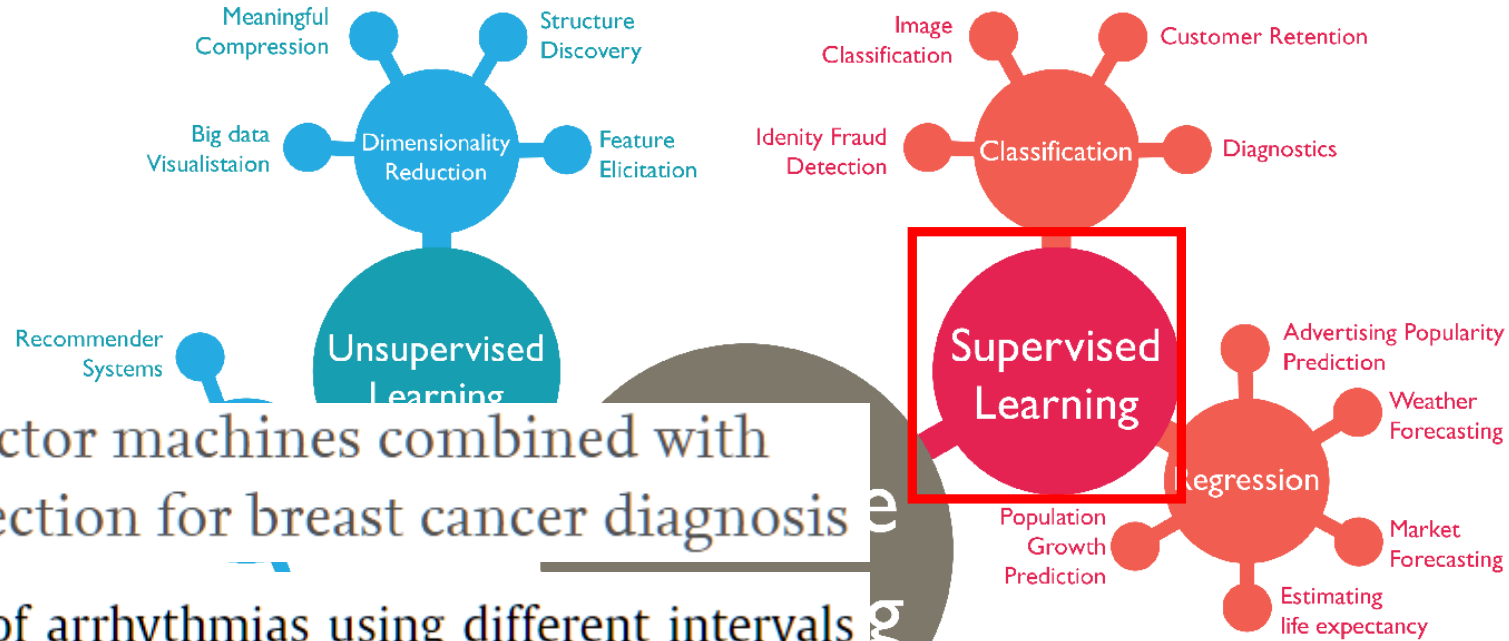 Meaningful
Compression
Structure
Discovery
Big data
Visualistaion
Dimensionality
Reduction
Feature
Elicitation
Image
Classification
Customer Retention
Idenity Fraud
Detection
Classification
Diagnostics
Recommender
Systems
Unsupervised
Learning
Supervised
Learning
Advertising Popularity
Prediction
Weather
Forecasting
Regression
Population
Growth
Prediction
Market
Forecasting
Estimating
life expectancy
machines combined with
for breast cancer diagnosis
of arrhythmias using different intervals